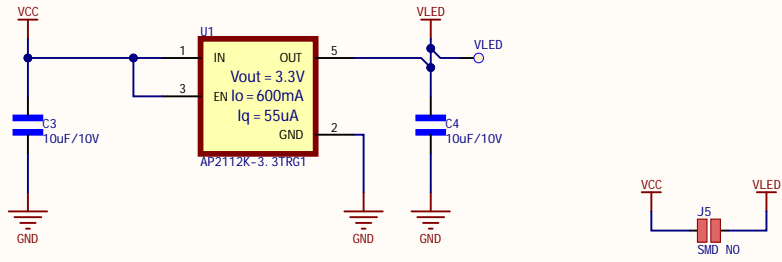 VCC
VLED
U1
VLED
1
IN
OUT
5
Vout = 3.3V
3
EN
Io = 600mA
Iq = 55uA
C3
10uF/10V
GND
2
C4
10uF/10V
AP2112K-3.3TRG1
VCC
VLED
J5
GND
GND
GND
SMD NO